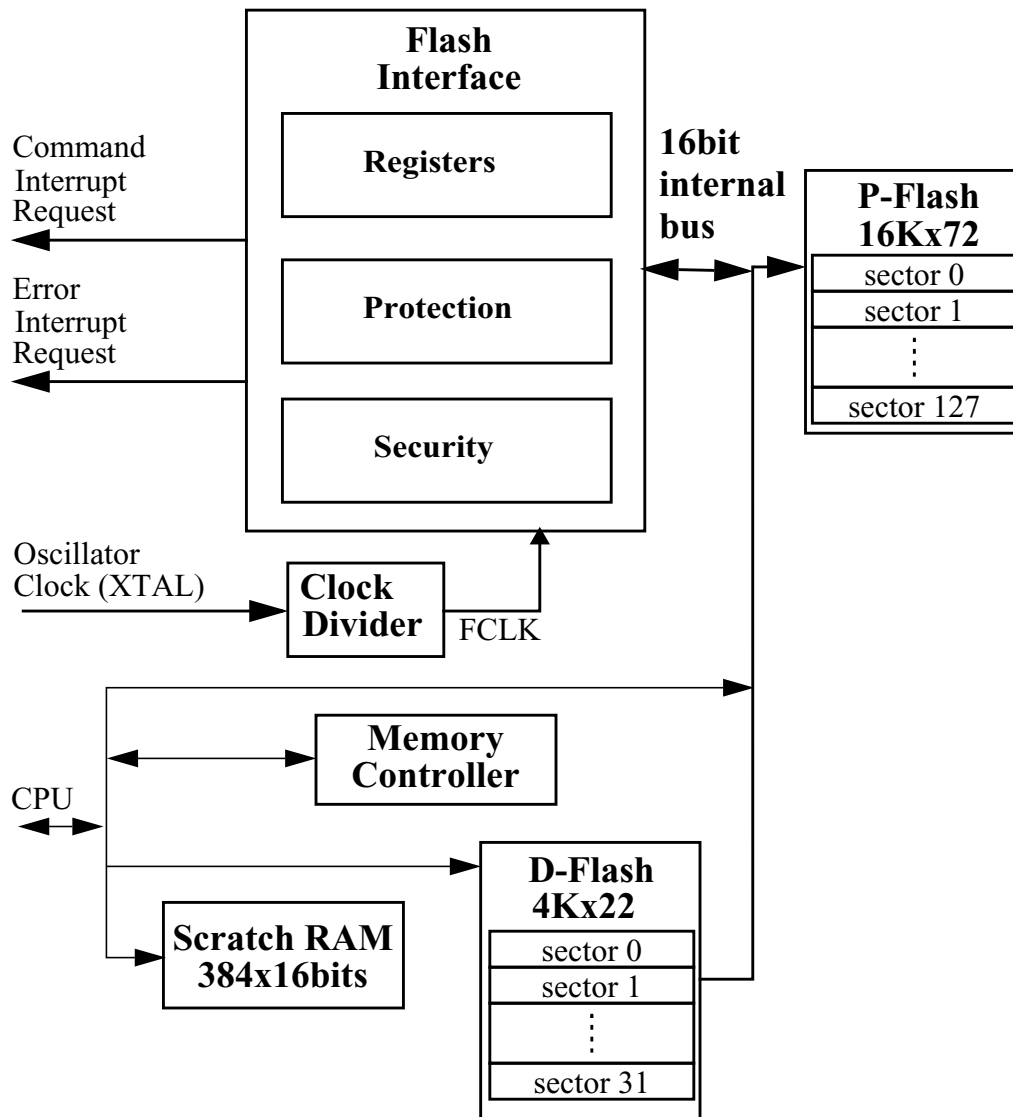 Flash
Interface
Registers
Protection
Security
Command
Interrupt
Request
Error
Interrupt
Request
16bit
internal
bus
P-Flash
16Kx72
sector 0
sector 1
sector 127
Oscillator
Clock (XTAL)
Clock
Divider
FCLK
Memory
Controller
CPU
D-Flash
4Kx22
sector 0
sector 1
sector 31
Scratch RAM
384x16bits